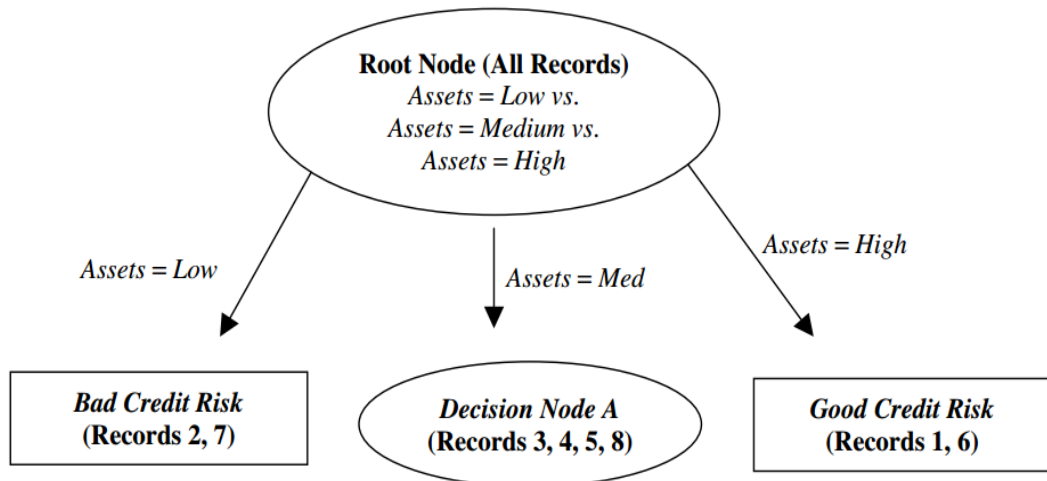 Root Node (All Records)
Assets = Low vs.
Assets = Medium vs.
Assets = High
Assets = Low
Assets = Med
Assets = High
Bad Credit Risk
(Records 2, 7)
Decision Node A
(Records 3, 4, 5, 8)
Good Credit Risk
(Records 1, 6)